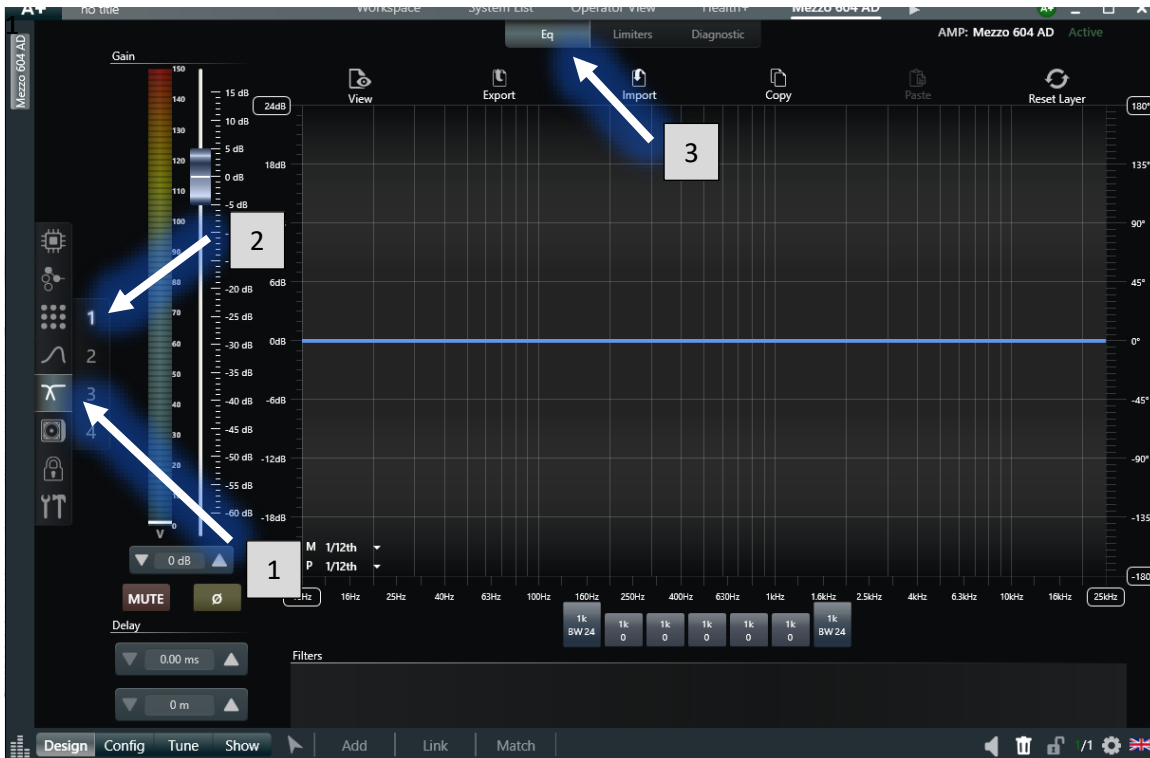 A+ no title Workspace System List Operator View Health+ Mezzo 604 AD A+
1
Mezzo 604 AD
Eq Limiters Diagnostic
AMP: Mezzo 604 AD Active
Gain
View Export Import Copy Paste Reset Layer
3
2
1
150
140
130
120
110
100
90
80
70
60
50
40
30
20
0
V
15 dB
10 dB
5 dB
0 dB
-5 dB
-20 dB
-25 dB
-30 dB
-35 dB
-40 dB
-45 dB
-50 dB
-55 dB
-60 dB
24dB
18dB
6dB
0dB
-6dB
-12dB
-18dB
180°
135°
90°
45°
0°
-45°
-90°
-135
-180
1
2
3
4
M 1/12th
P 1/12th
0 dB
MUTE Ø
16Hz 25Hz 40Hz 63Hz 100Hz 160Hz 250Hz 400Hz 630Hz 1kHz 1.6kHz 2.5kHz 4kHz 6.3kHz 10kHz 16kHz 25kHz
1k 1k 1k 1k 1k 1k 1k
BW 24 0 0 0 0 0 BW 24
Delay
0.00 ms
0 m
Filters
Design Config Tune Show Add Link Match 1/1